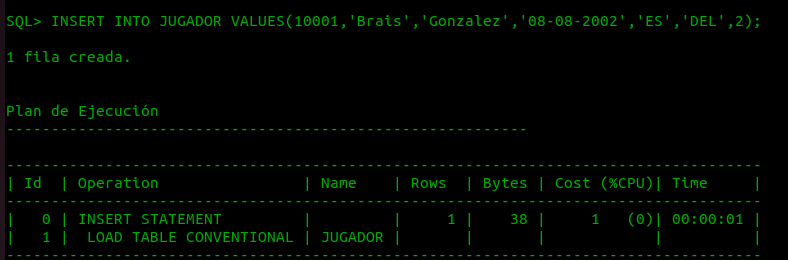 SQL> INSERT INTO JUGADOR VALUES(10001,'Brais','Gonzalez','08-08-2002','ES','DEL',2);
1 fila creada.
Plan de Ejecución
----------------------------------------------------------
-------------------------------------------------------------------------------------
| Id  | Operation                | Name    | Rows  | Bytes | Cost (%CPU)| Time     |
-------------------------------------------------------------------------------------
|   0 | INSERT STATEMENT         |         |     1 |    38 |     1   (0)| 00:00:01 |
|   1 |  LOAD TABLE CONVENTIONAL | JUGADOR |       |       |            |          |
-------------------------------------------------------------------------------------